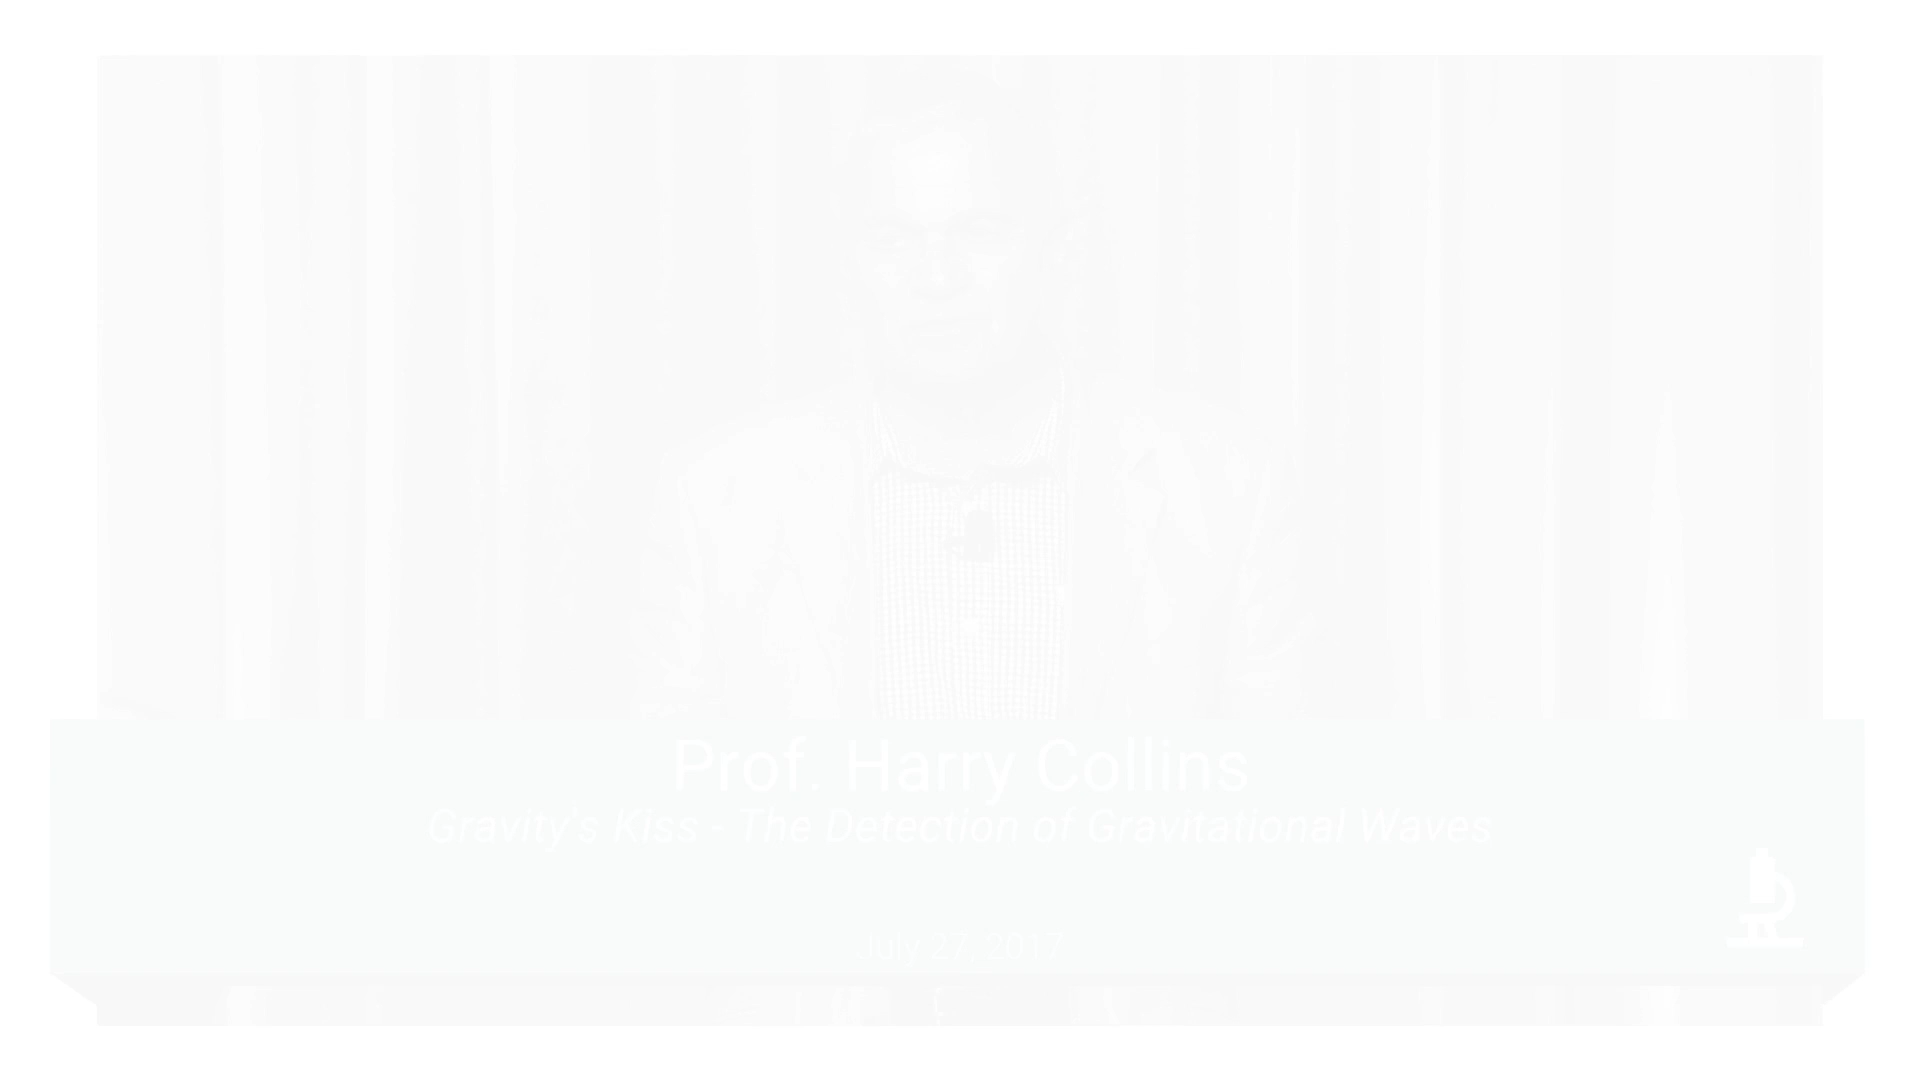 Prof. Harry Collins
Gravity's Kiss - The Detection of Gravitational Waves
July 27, 2017